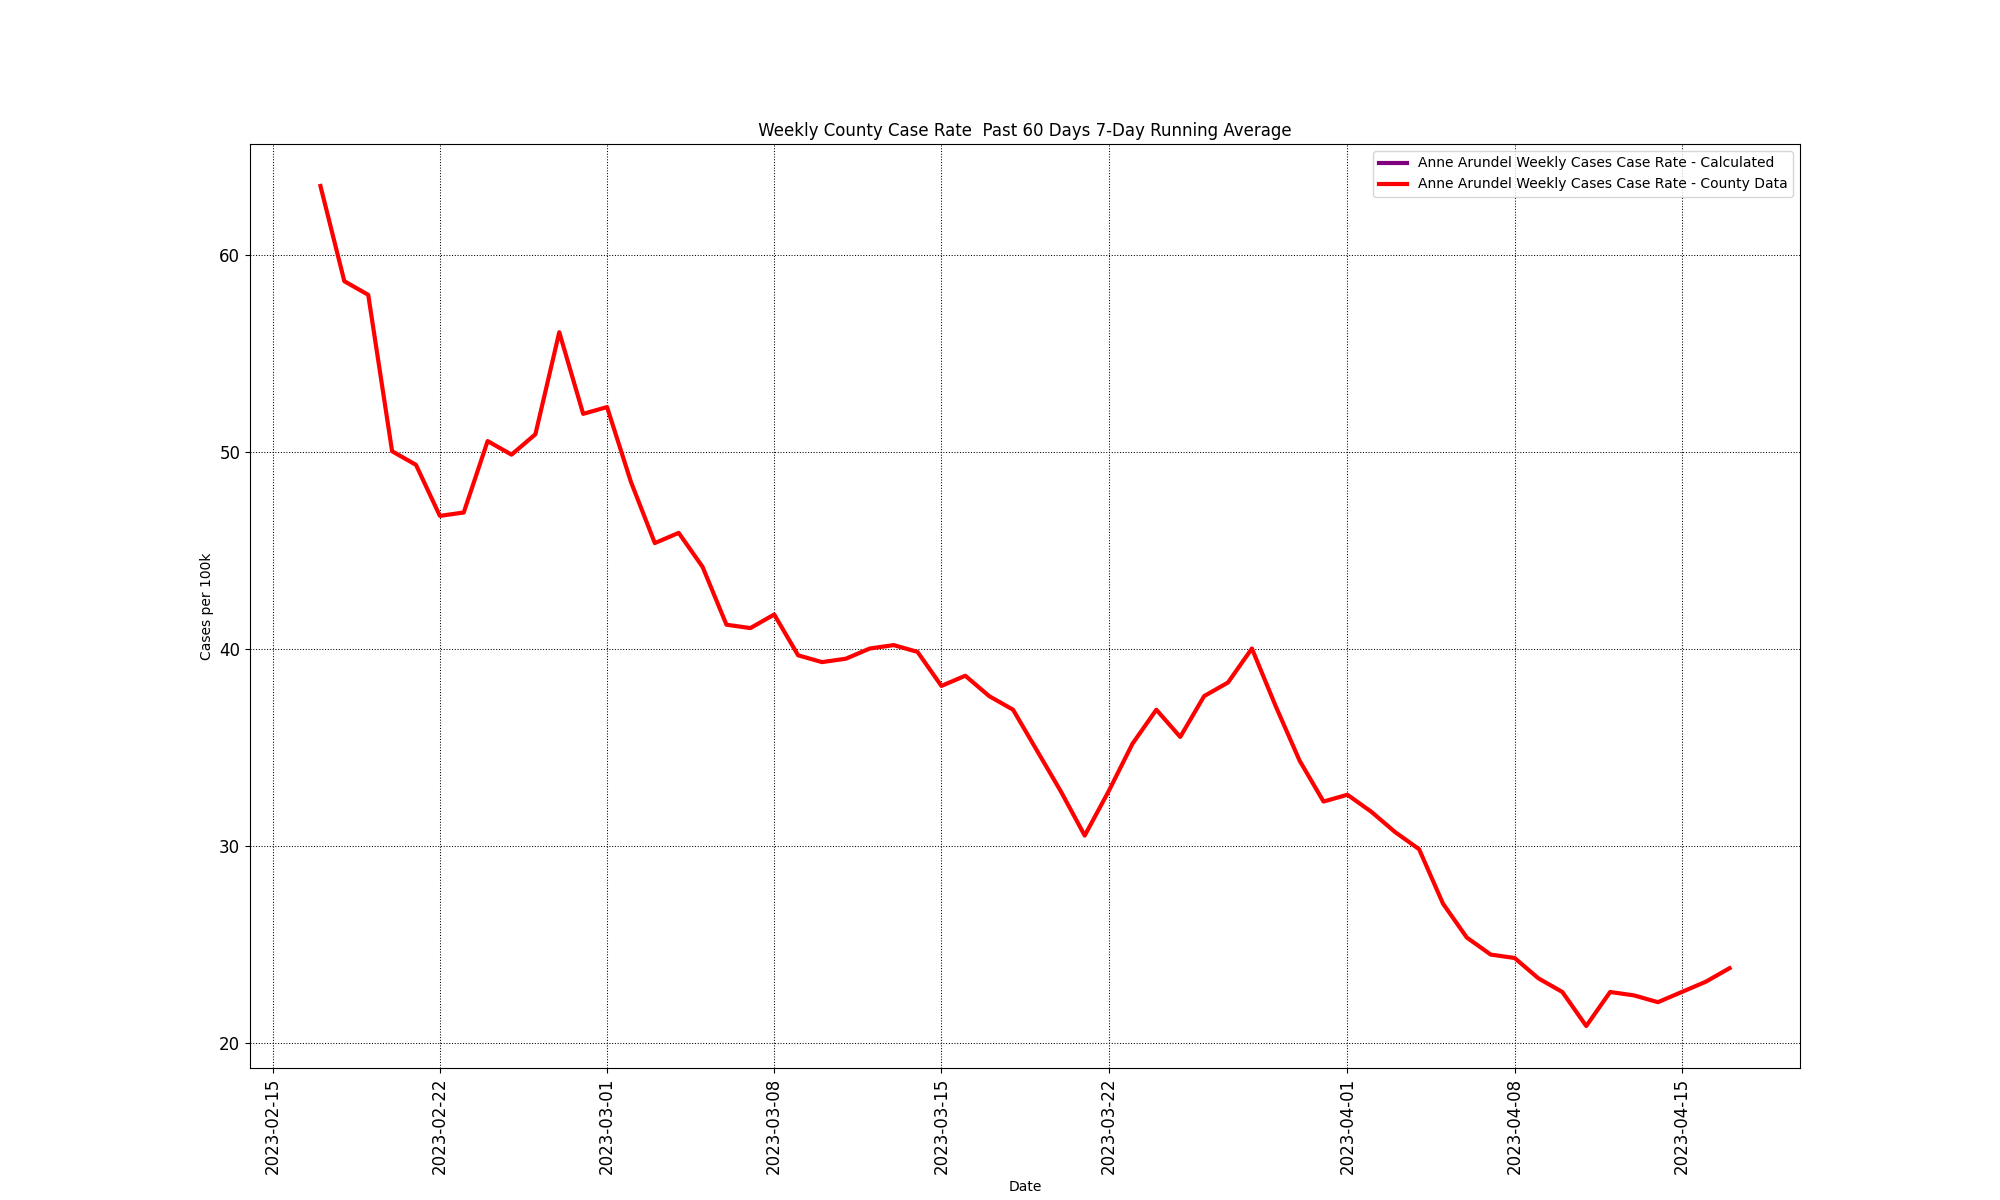 Weekly County Case Rate  Past 60 Days 7-Day Running Average
Anne Arundel Weekly Cases Case Rate - Calculated
Anne Arundel Weekly Cases Case Rate - County Data
Cases per 100k
60
50
40
30
20
2023-02-15
2023-02-22
2023-03-01
2023-03-08
2023-03-15
2023-03-22
2023-04-01
2023-04-08
2023-04-15
Date